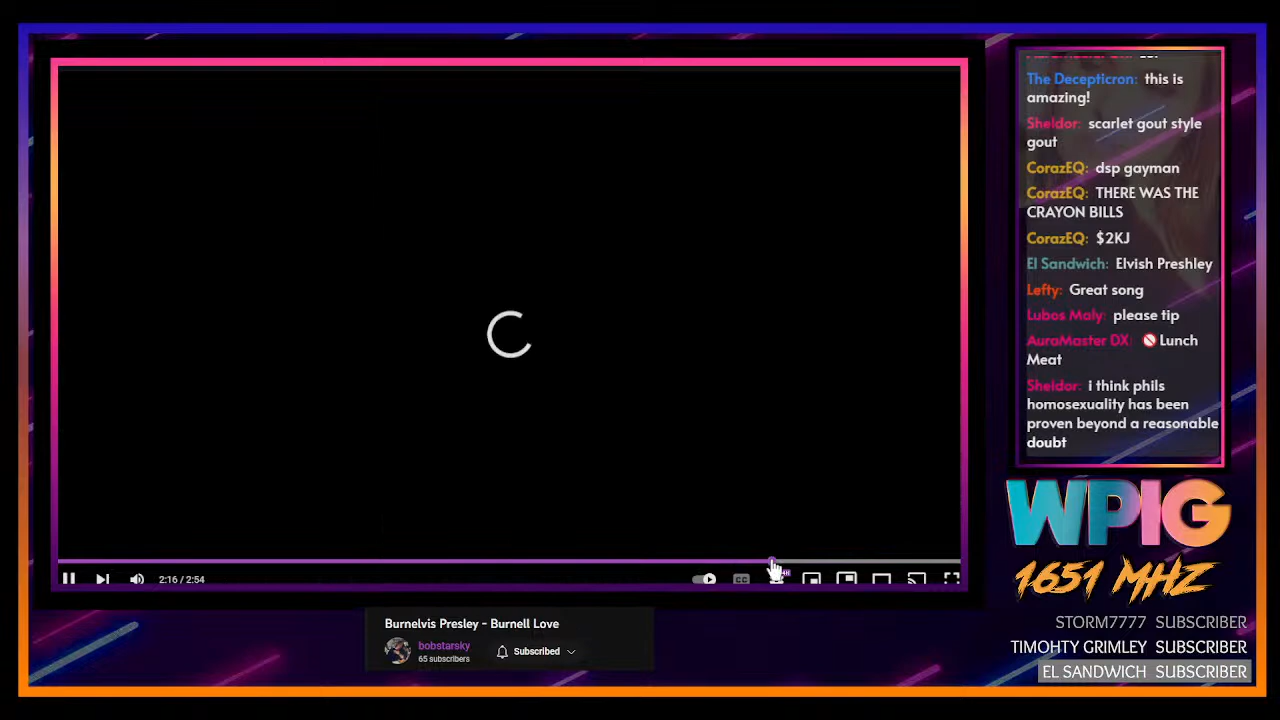 The Decepticron: this is
amazing!
Sheldor: scarlet gout style
gout
CorazEQ: dsp gayman
CorazEQ: THERE WAS THE
CRAYON BILLS
CorazEQ: $2KJ
El Sandwich: Elvish Preshley
Lefty: Great song
Lubos Maly: please tip
AuraMaster DX: 🚫 Lunch
Meat
Sheldor: i think phils
homosexuality has been
proven beyond a reasonable
doubt
2:16 / 2:54
CC
Burnelvis Presley - Burnell Love
bobstarsky
65 subscribers
Subscribed
WPIG
1651 MHZ
STORM7777 SUBSCRIBER
TIMOHTY GRIMLEY SUBSCRIBER
EL SANDWICH SUBSCRIBER